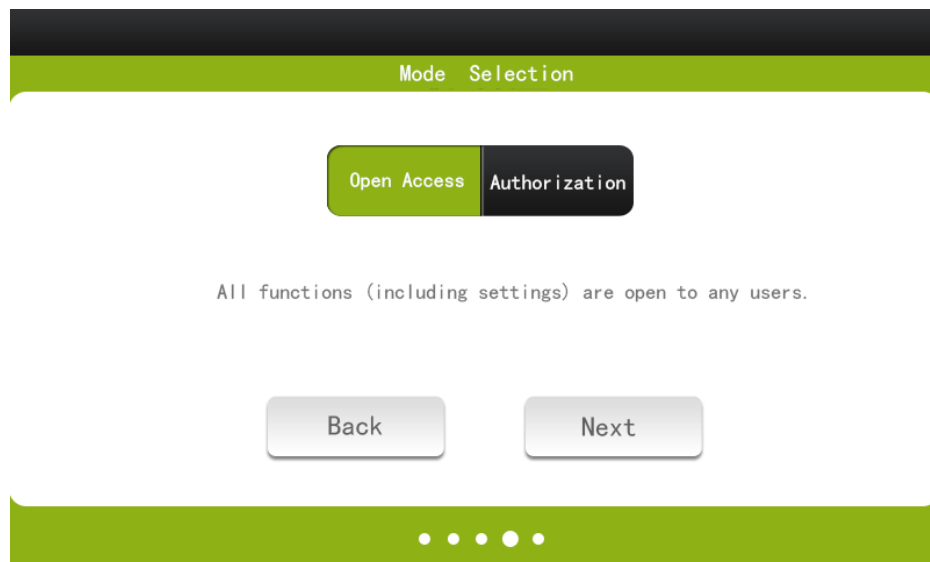 Mode Selection
Open Access
Authorization
All functions (including settings) are open to any users.
Back
Next